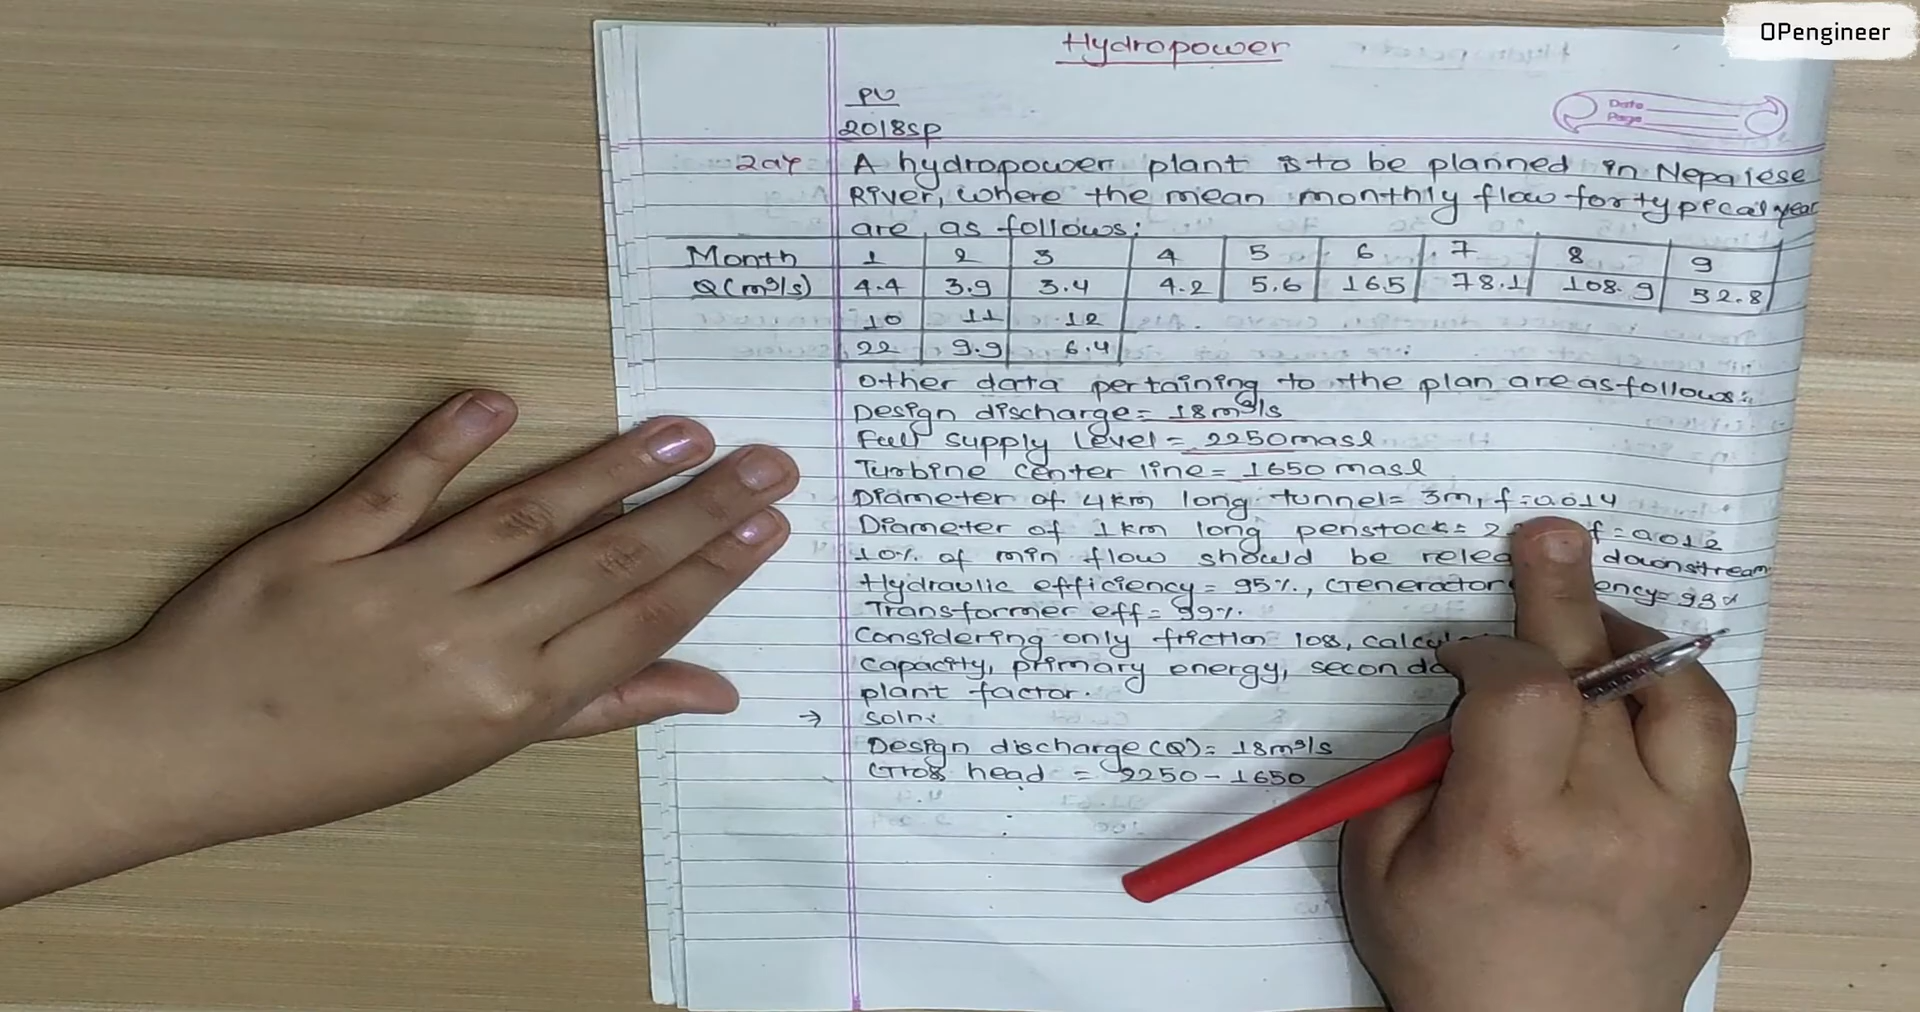 OPengineer
Hydropower
PU
2018sp
Date
Page
2a> A hydropower plant is to be planned in Nepalese
River, where the mean monthly flow for typical year
are as follows:
Month 1 2 3 4 5 6 7 8 9
Q(m³/s) 4.4 3.9 3.4 4.2 5.6 16.5 78.1 108.9 52.8
10 11 12
22 9.9 6.4
Other data pertaining to the plan are as follows:
Design discharge = 18m³/s
Full supply level = 2250masl
Turbine center line = 1650 masl
Diameter of 4km long tunnel = 3m, f=0.014
Diameter of 1km long penstock = f=0.012
10% of min flow should be downstream
Hydraulic efficiency = 95%, Generator 93%
Transformer eff = 99%.
Considering only friction loss,
capacity, primary energy,
plant factor.
→ Soln:
Design discharge (Q) = 18m³/s
Gross head = 2250 - 1650